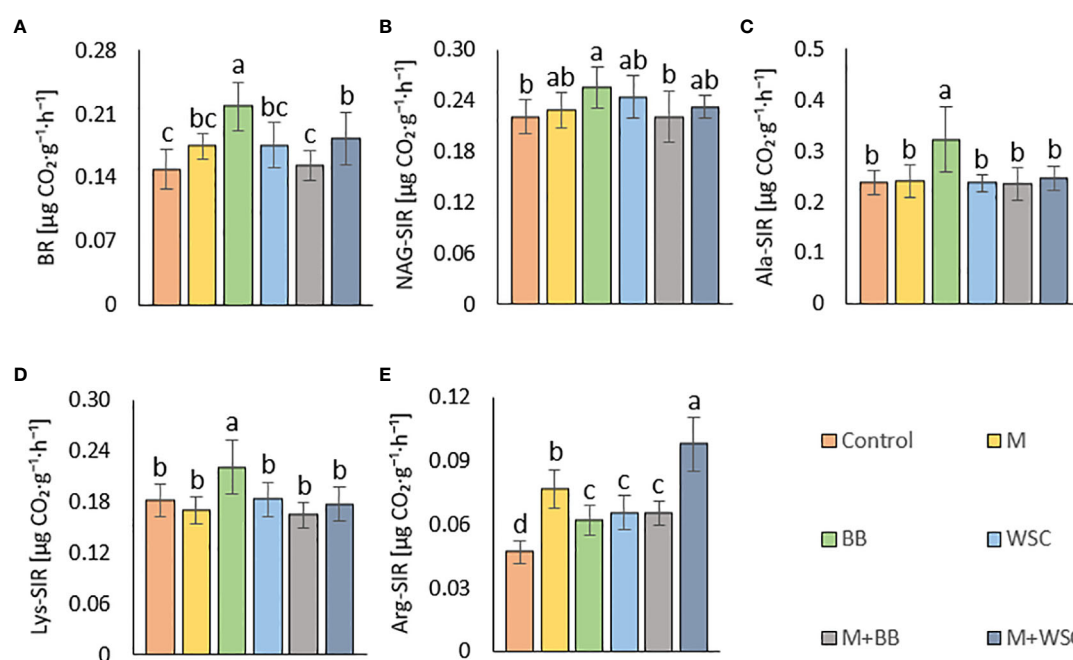 A
BR [µg CO₂·g⁻¹·h⁻¹]
0.28
0.21
0.14
0.07
0
c
bc
a
bc
c
b
B
NAG-SIR [µg CO₂·g⁻¹·h⁻¹]
0.30
0.24
0.18
0.12
0.06
0
b
ab
a
ab
b
ab
C
Ala-SIR [µg CO₂·g⁻¹·h⁻¹]
0.5
0.4
0.3
0.2
0.1
0
b
b
a
b
b
b
D
Lys-SIR [µg CO₂·g⁻¹·h⁻¹]
0.30
0.24
0.18
0.12
0.06
0
b
b
a
b
b
b
E
Arg-SIR [µg CO₂·g⁻¹·h⁻¹]
0.12
0.09
0.06
0.03
0
d
b
c
c
c
a
Control
M
BB
WSC
M+BB
M+WSC